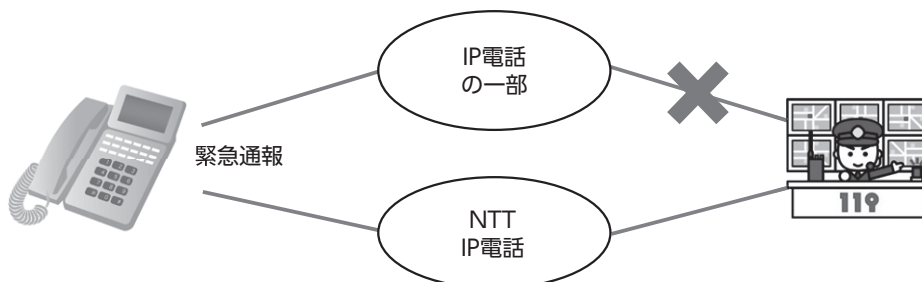 IP電話
の一部
緊急通報
NTT
IP電話
119